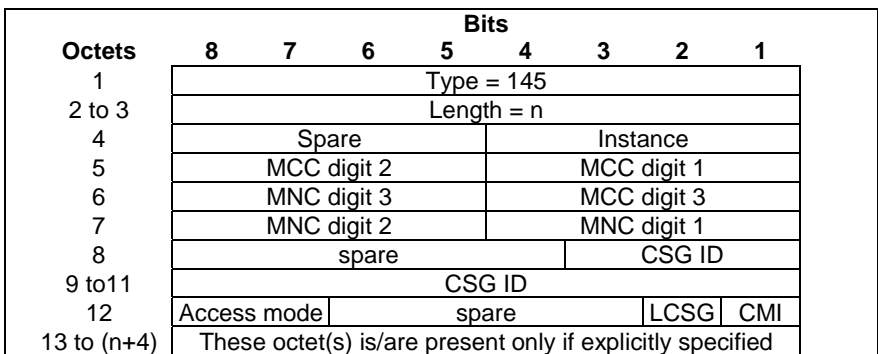 Bits
Octets 8 7 6 5 4 3 2 1
1 Type = 145
2 to 3 Length = n
4 Spare Instance
5 MCC digit 2 MCC digit 1
6 MNC digit 3 MCC digit 3
7 MNC digit 2 MNC digit 1
8 spare CSG ID
9 to11 CSG ID
12 Access mode spare LCSG CMI
13 to (n+4) These octet(s) is/are present only if explicitly specified